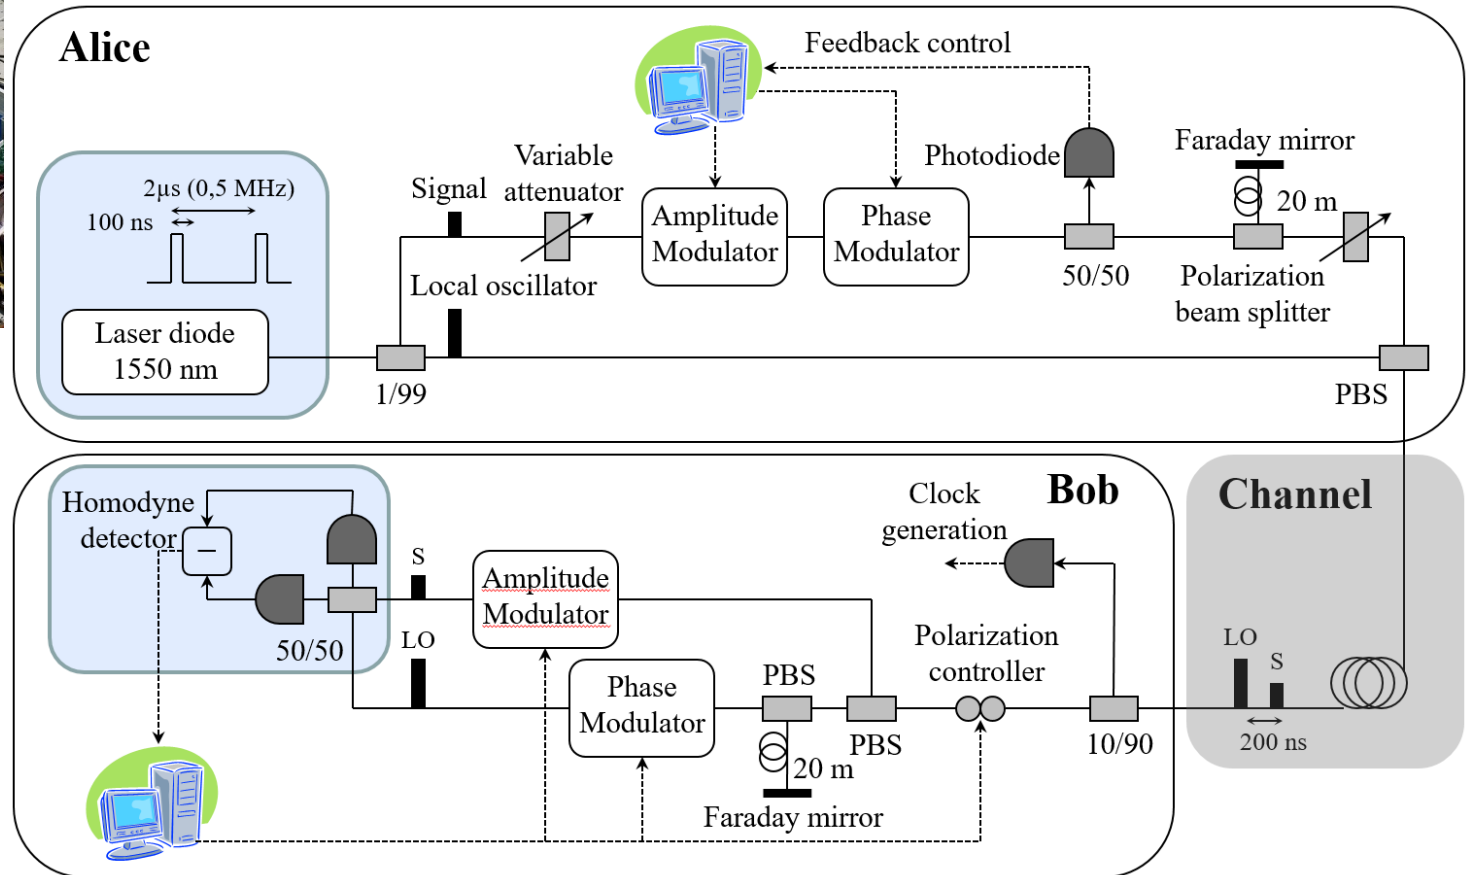 Alice
Feedback control
Variable
attenuator
Photodiode
Faraday mirror
2µs (0,5 MHz)
100 ns
Signal
Amplitude
Modulator
Phase
Modulator
20 m
Local oscillator
50/50
Polarization
beam splitter
Laser diode
1550 nm
1/99
PBS
Homodyne
detector
Clock
generation
Bob
Channel
S
Amplitude
Modulator
50/50
LO
Phase
Modulator
PBS
Polarization
controller
PBS
10/90
LO
S
200 ns
20 m
Faraday mirror